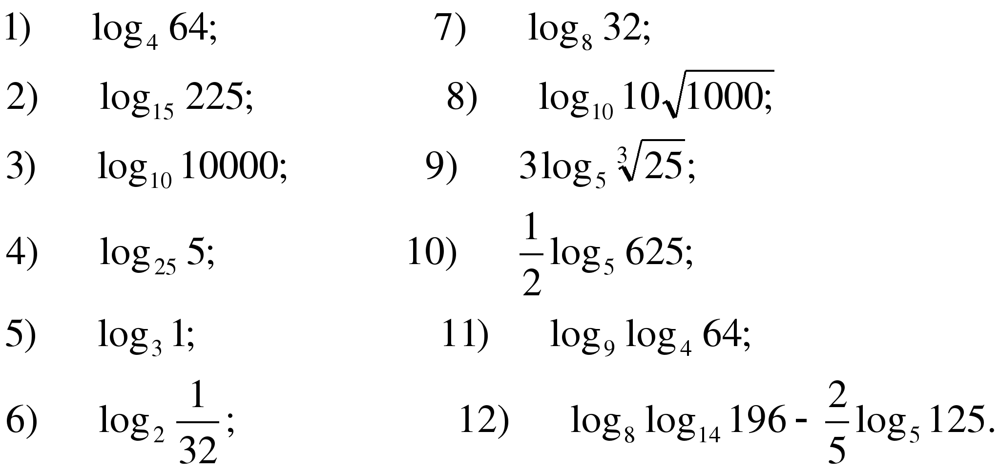 1) log₄ 64; 7) log₈ 32;
2) log₁₅ 225; 8) log₁₀ 10√1000;
3) log₁₀ 10000; 9) 3log₅ ∛25;
4) log₂₅ 5; 10) 1/2 log₅ 625;
5) log₃ 1; 11) log₉ log₄ 64;
6) log₂ 1/32; 12) log₈ log₁₄ 196 - 2/5 log₅ 125.